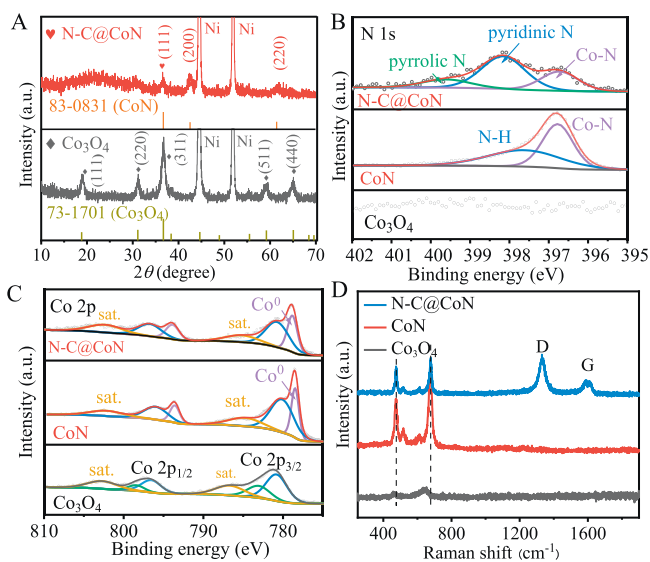 A
♥ N-C@CoN
(111)
(200)
Ni
Ni
(220)
83-0831 (CoN)
◆ Co₃O₄
(111)
(220)
(311)
Ni
Ni
(511)
(440)
73-1701 (Co₃O₄)
Intensity (a.u.)
10 20 30 40 50 60 70
2θ (degree)
B
N 1s
pyridinic N
pyrrolic N
Co-N
N-C@CoN
N-H
Co-N
CoN
Co₃O₄
Intensity (a.u.)
402 401 400 399 398 397 396 395
Binding energy (eV)
C
Co 2p
sat.
sat.
Co⁰
N-C@CoN
sat.
sat.
Co⁰
CoN
sat.
Co 2p₁/₂
sat.
Co 2p₃/₂
Co₃O₄
Intensity (a.u.)
810 800 790 780
Binding energy (eV)
D
N-C@CoN
CoN
Co₃O₄
D
G
Intensity (a.u.)
400 800 1200 1600
Raman shift (cm⁻¹)